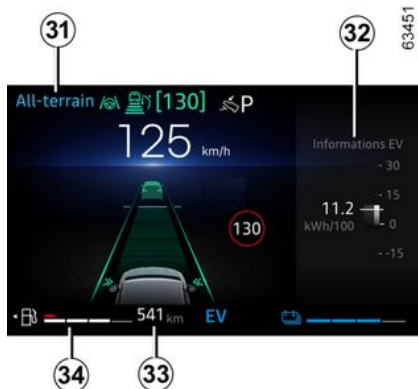 31
32
63451
All-terrain [130] P
125 km/h
Informations EV
30
15
11.2
0
kWh/100
-15
130
541 km EV
34
33